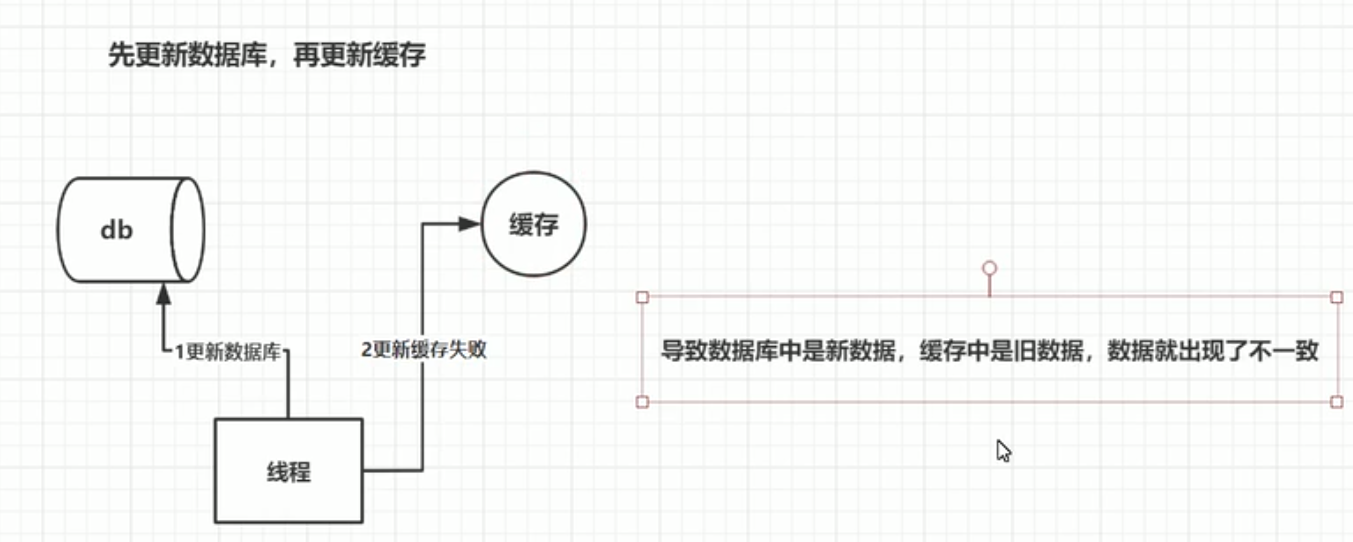 先更新数据库，再更新缓存
db
缓存
1更新数据库
2更新缓存失败
导致数据库中是新数据，缓存中是旧数据，数据就出现了不一致
线程